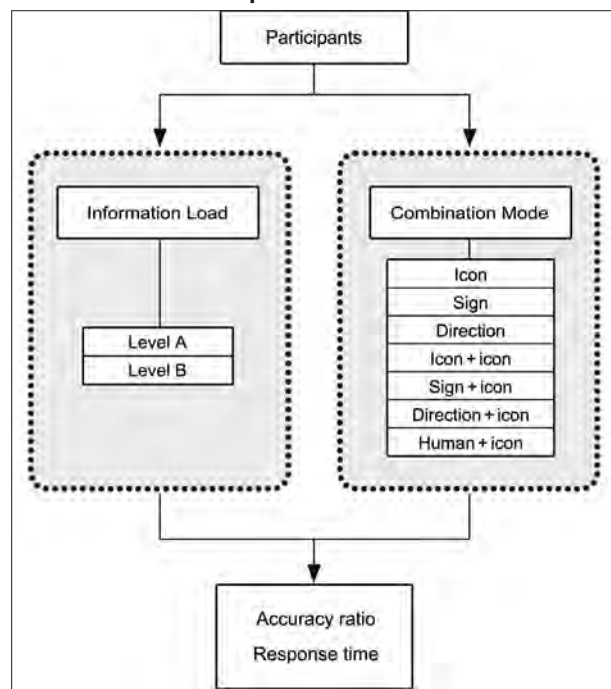 Participants
Information Load
Combination Mode
Level A
Level B
Icon
Sign
Direction
Icon + icon
Sign + icon
Direction + icon
Human + icon
Accuracy ratio
Response time